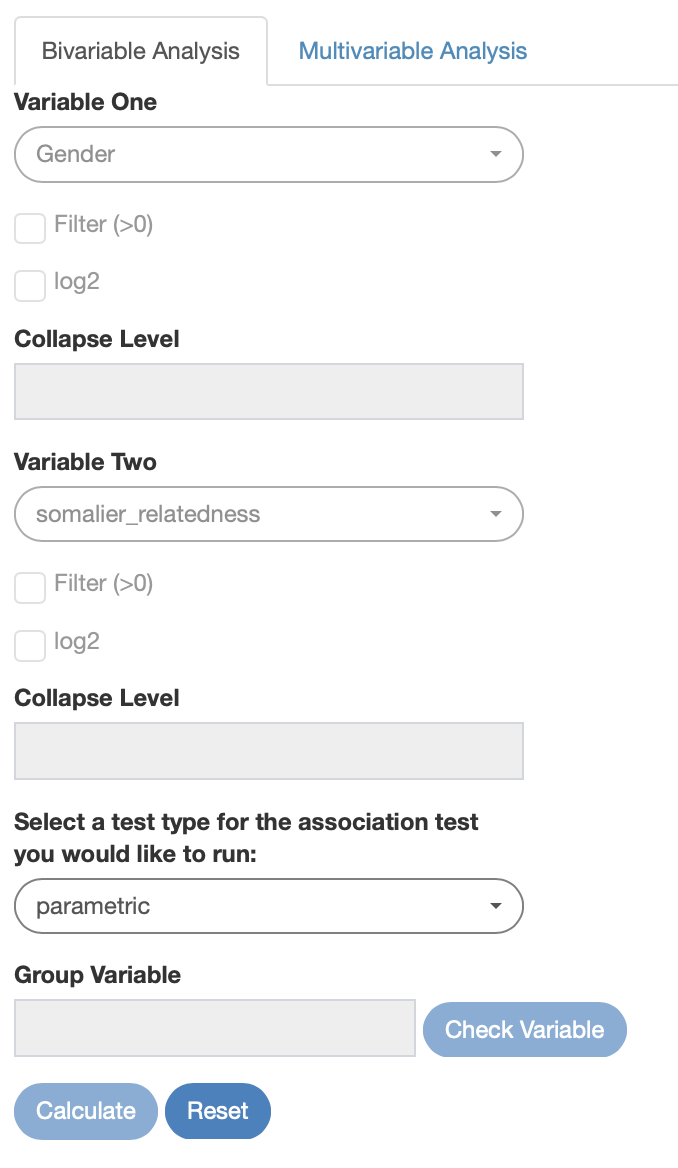 Bivariable Analysis
Multivariable Analysis
Variable One
Gender
Filter (>0)
log2
Collapse Level
Variable Two
somalier_relatedness
Filter (>0)
log2
Collapse Level
Select a test type for the association test
you would like to run:
parametric
Group Variable
Check Variable
Calculate
Reset